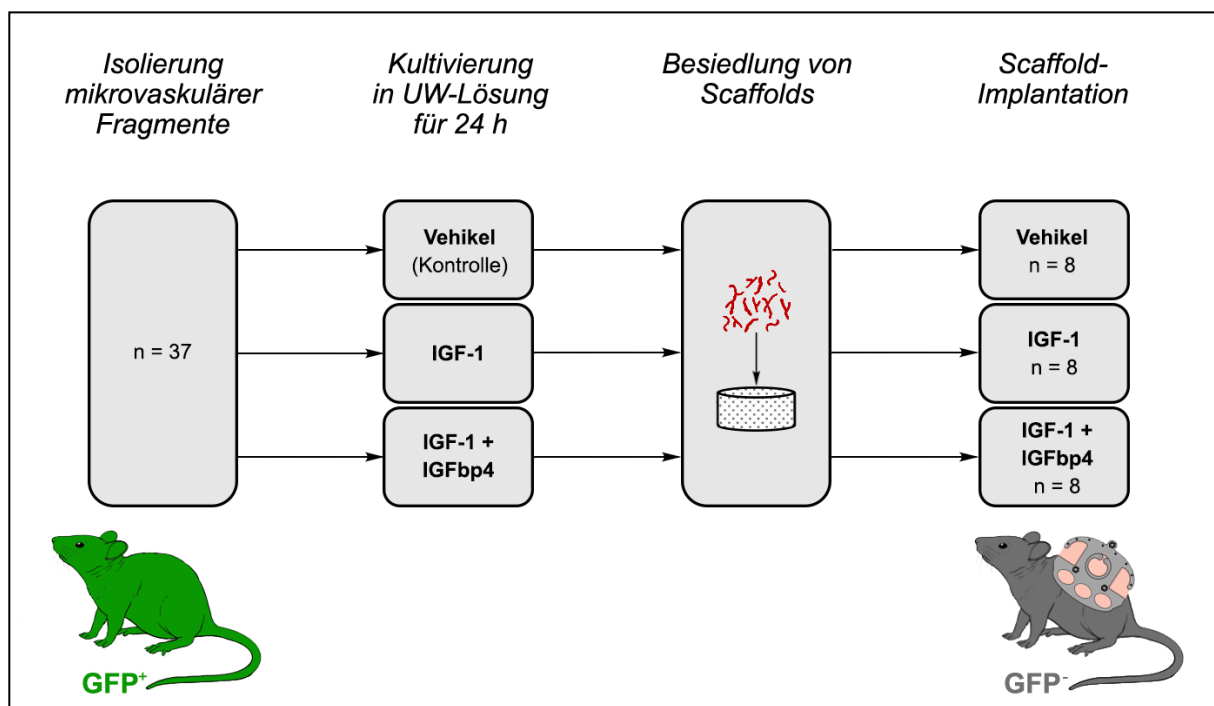 Isolierung
mikrovaskulärer
Fragmente
Kultivierung
in UW-Lösung
für 24 h
Besiedlung von
Scaffolds
Scaffold-
Implantation
n = 37
Vehikel
(Kontrolle)
IGF-1
IGF-1 +
IGFbp4
Vehikel
n = 8
IGF-1
n = 8
IGF-1 +
IGFbp4
n = 8
GFP⁺
GFP⁻